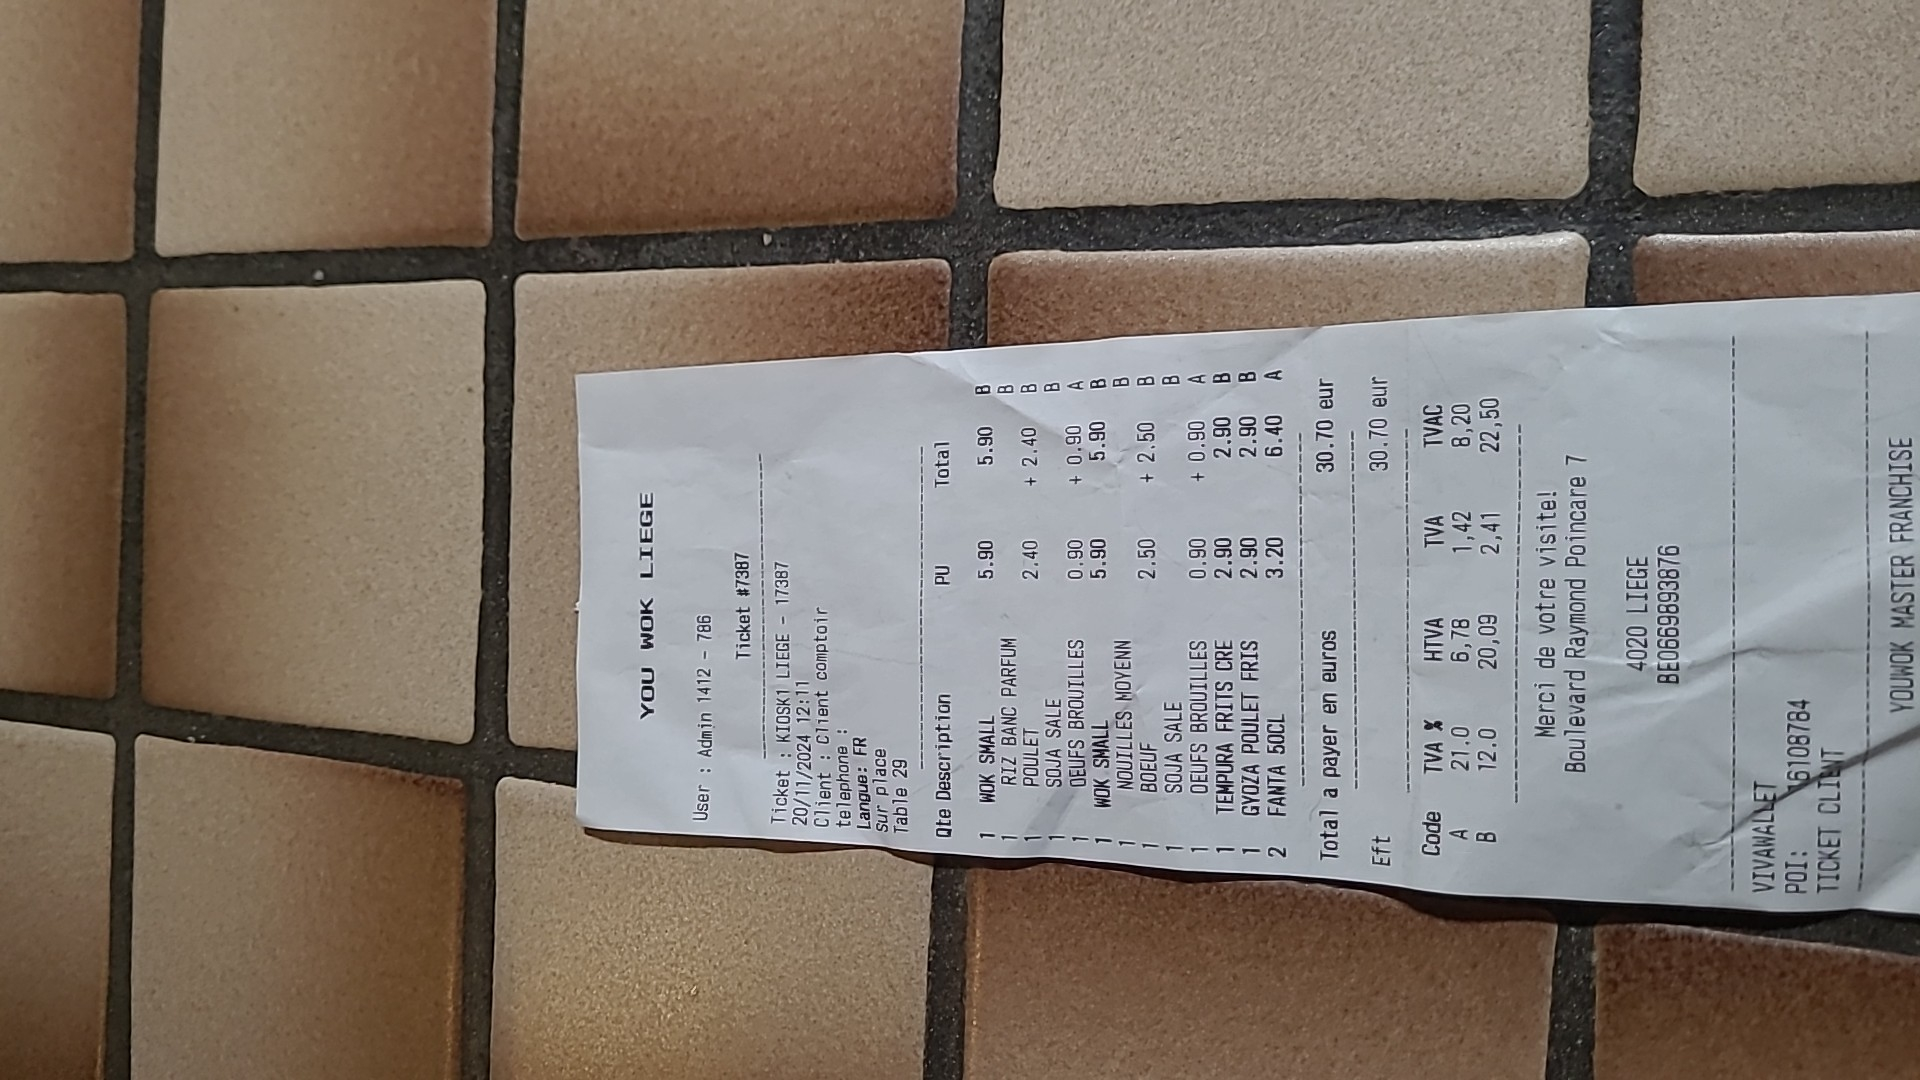 YOU WOK LIEGE
User : Admin 1412 - 786
Ticket #7387
Ticket : KIOSK1 LIEGE - 17387
20/11/2024 12:11
Client : Client comptoir
telephone :
Langue: FR
Sur place
Table 29
Qte Description PU Total
1 WOK SMALL 5.90 5.90 B
1 RIZ BANC PARFUM B
1 POULET 2.40 + 2.40 B
1 SOJA SALE B
1 OEUFS BROUILLES 0.90 + 0.90 A
1 WOK SMALL 5.90 5.90 B
1 NOUILLES MOYENN B
1 BOEUF 2.50 + 2.50 B
1 SOJA SALE B
1 OEUFS BROUILLES 0.90 + 0.90 A
1 TEMPURA FRITS CRE 2.90 2.90 B
1 GYOZA POULET FRIS 2.90 2.90 B
2 FANTA 50CL 3.20 6.40 A
Total a payer en euros 30.70 eur
Eft 30.70 eur
Code TVA % HTVA TVA TVAC
A 21.0 6,78 1,42 8,20
B 12.0 20,09 2,41 22,50
Merci de votre visite!
Boulevard Raymond Poincare 7
4020 LIEGE
BE0669893876
VIVAWALLET
POI: 16108784
TICKET CLIENT
YOUWOK MASTER FRANCHISE